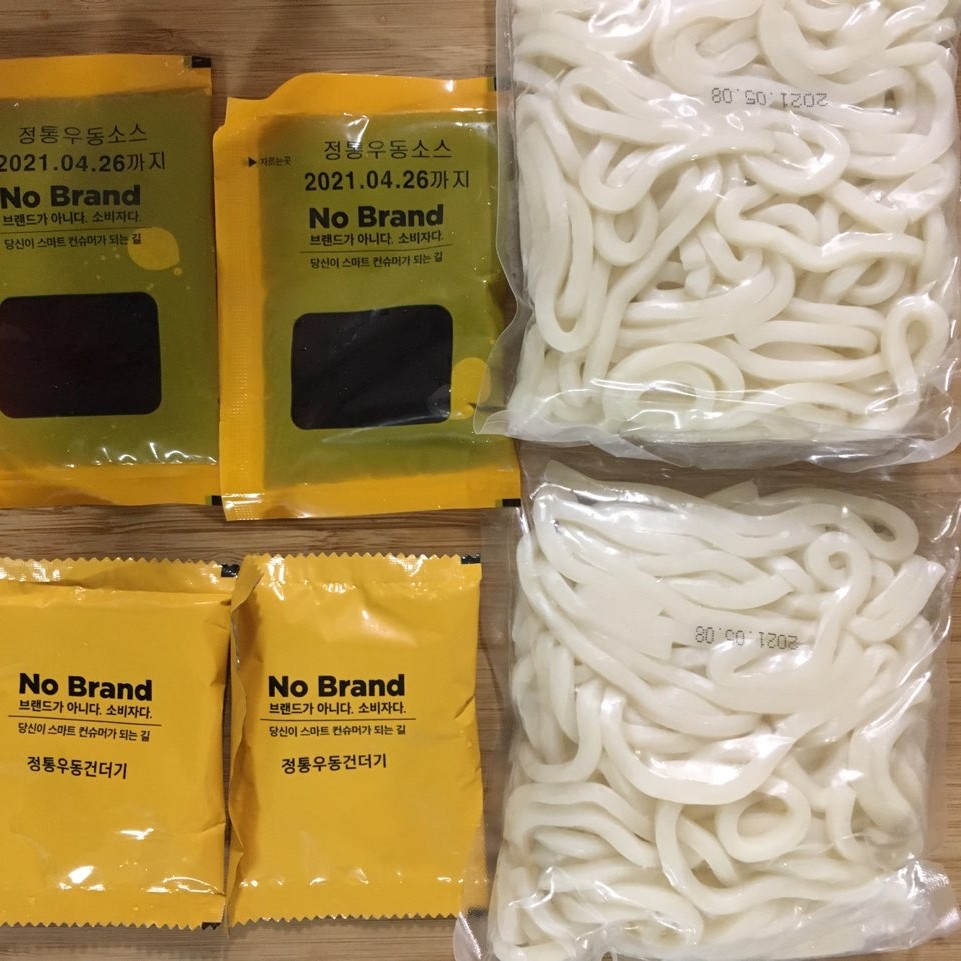 정통우동소스
2021.04.26까지
No Brand
브랜드가 아니다. 소비자다.
당신이 스마트 컨슈머가 되는 길
▶ 자르는곳
정통우동소스
2021.04.26까지
No Brand
브랜드가 아니다. 소비자다.
당신이 스마트 컨슈머가 되는 길
2021.05.08
No Brand
브랜드가 아니다. 소비자다.
당신이 스마트 컨슈머가 되는 길
정통우동건더기
No Brand
브랜드가 아니다. 소비자다.
당신이 스마트 컨슈머가 되는 길
정통우동건더기
2021.05.08